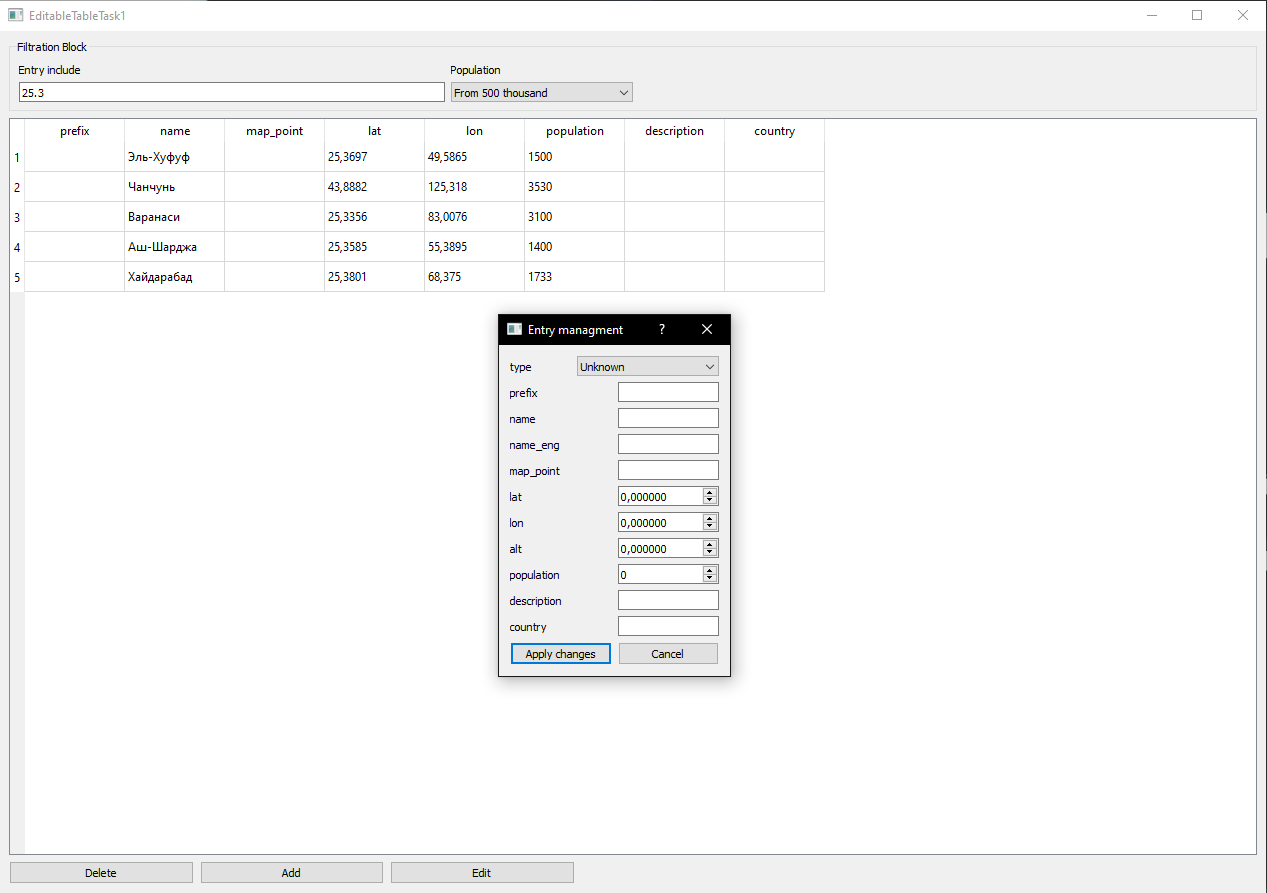 EditableTableTask1
Filtration Block
Entry include Population
25.3 From 500 thousand
prefix name map_point lat lon population description country
1 Эль-Хуфуф 25,3697 49,5865 1500
2 Чанчунь 43,8882 125,318 3530
3 Варанаси 25,3356 83,0076 3100
4 Аш-Шарджа 25,3585 55,3895 1400
5 Хайдарабад 25,3801 68,375 1733
Entry managment ?
type Unknown
prefix
name
name_eng
map_point
lat 0,000000
lon 0,000000
alt 0,000000
population 0
description
country
Apply changes Cancel
Delete Add Edit